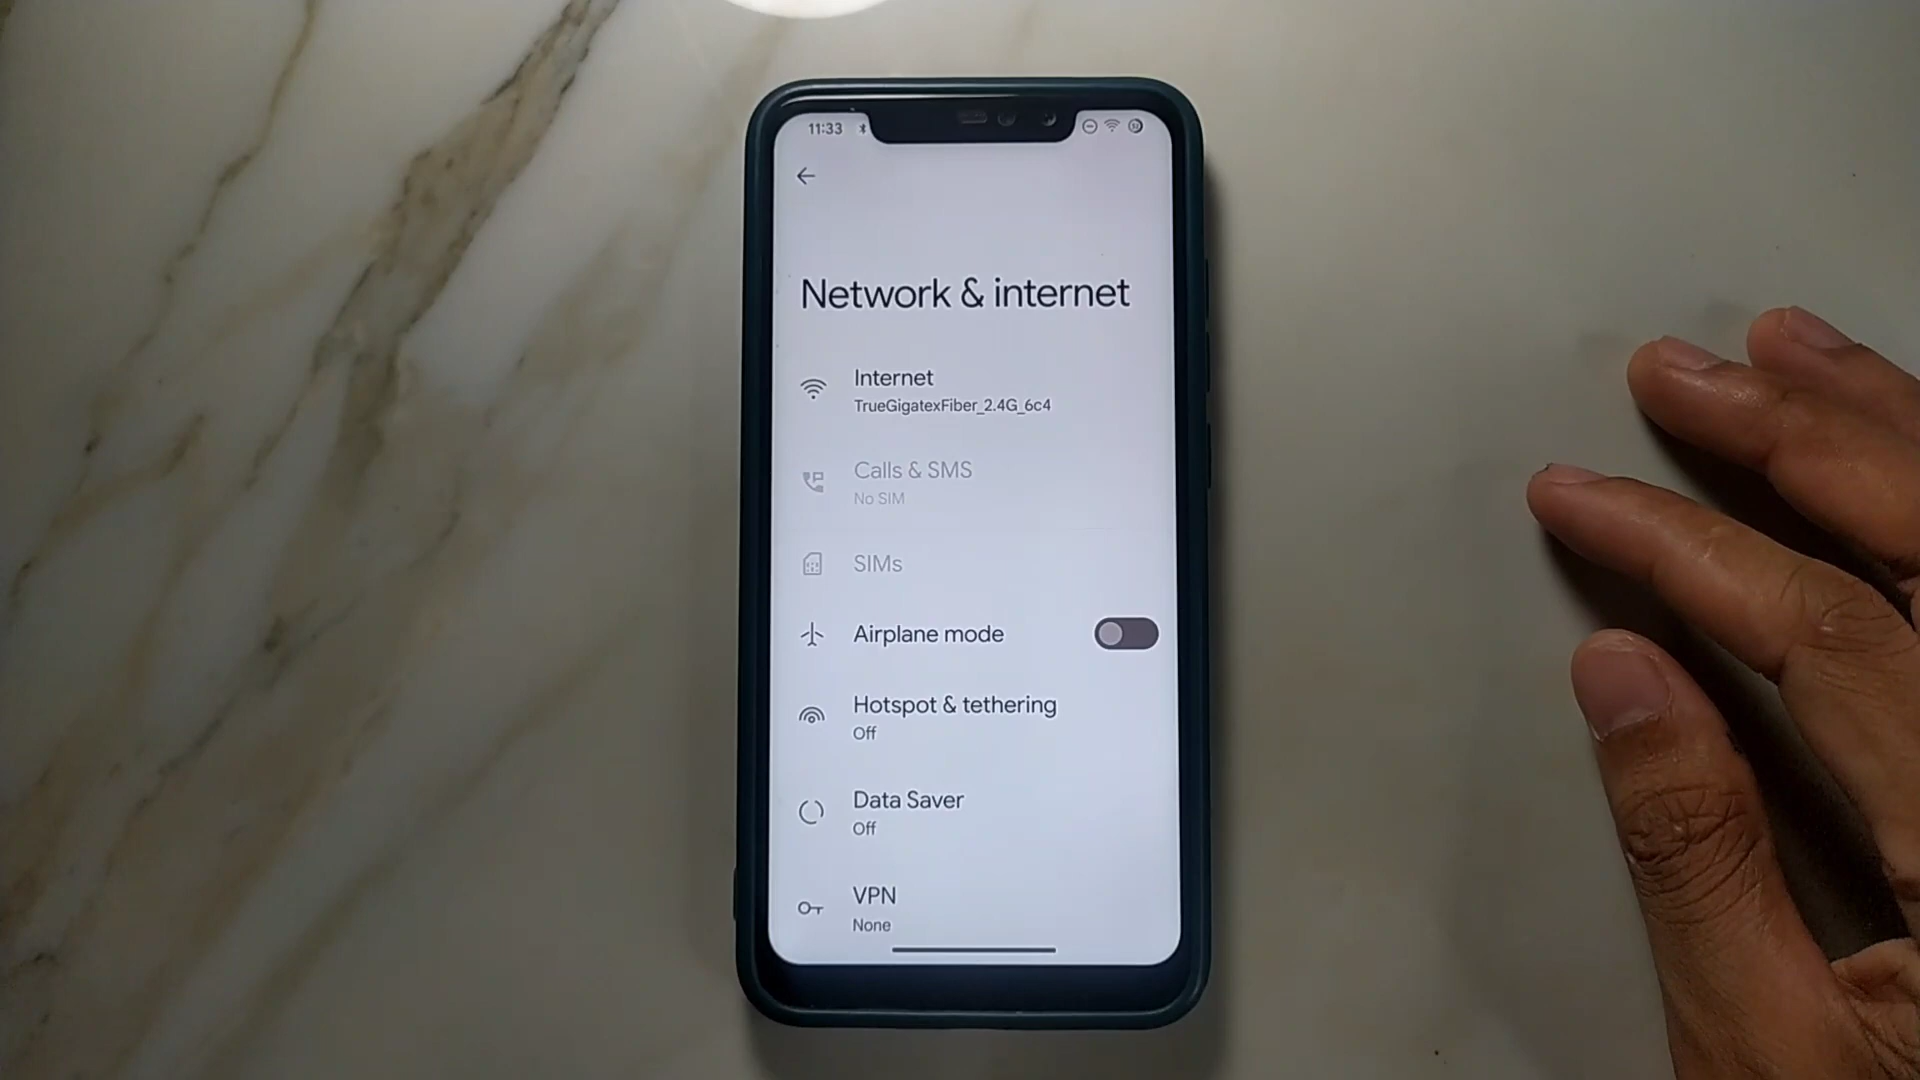 11:33
Network & internet
Internet
TrueGigatexFiber_2.4G_6c4
Calls & SMS
No SIM
SIMs
Airplane mode
Hotspot & tethering
Off
Data Saver
Off
VPN
None